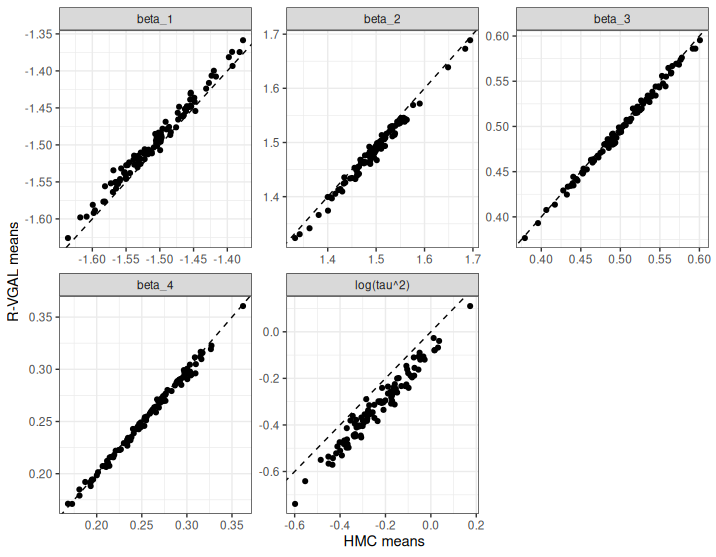 beta_1
beta_2
beta_3
-1.35
-1.40
-1.45
-1.50
-1.55
-1.60
1.7
1.6
1.5
1.4
0.60
0.55
0.50
0.45
0.40
-1.60 -1.55 -1.50 -1.45 -1.40
1.4 1.5 1.6 1.7
0.40 0.45 0.50 0.55 0.60
R-VGAL means
beta_4
log(tau^2)
0.35
0.30
0.25
0.20
0.0
-0.2
-0.4
-0.6
0.20 0.25 0.30 0.35
-0.6 -0.4 -0.2 0.0 0.2
HMC means